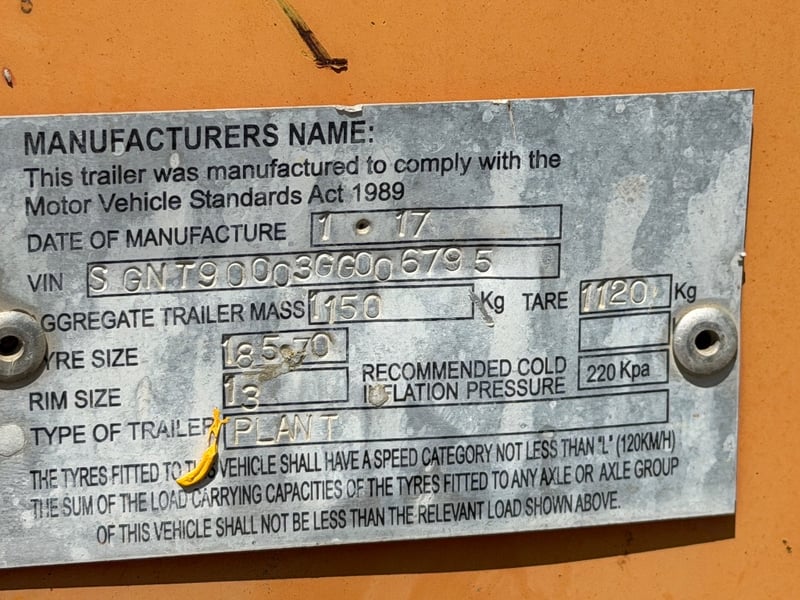 MANUFACTURERS NAME:
This trailer was manufactured to comply with the
Motor Vehicle Standards Act 1989
DATE OF MANUFACTURE 1 • 17
VIN SGNT90003GG006795
GGREGATE TRAILER MASS 1150 Kg TARE 1120 Kg
YRE SIZE 185-70
RIM SIZE 13 RECOMMENDED COLD INFLATION PRESSURE 220 Kpa
TYPE OF TRAILER PLANT
THE TYRES FITTED TO VEHICLE SHALL HAVE A SPEED CATEGORY NOT LESS THAN "L" (120KM/H)
THE SUM OF THE LOAD CARRYING CAPACITIES OF THE TYRES FITTED TO ANY AXLE OR AXLE GROUP
OF THIS VEHICLE SHALL NOT BE LESS THAN THE RELEVANT LOAD SHOWN ABOVE.